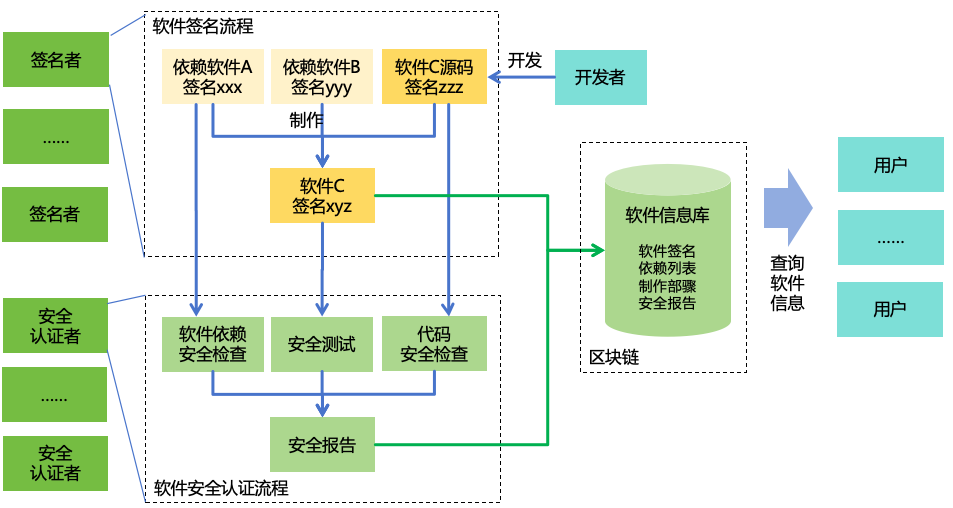 签名者
……
签名者
软件签名流程
依赖软件A
签名xxx
依赖软件B
签名yyy
软件C源码
签名zzz
开发
开发者
制作
软件C
签名xyz
安全
认证者
……
安全
认证者
软件依赖
安全检查
安全测试
代码
安全检查
安全报告
软件安全认证流程
软件信息库
软件签名
依赖列表
制作部骤
安全报告
区块链
查询
软件
信息
用户
……
用户